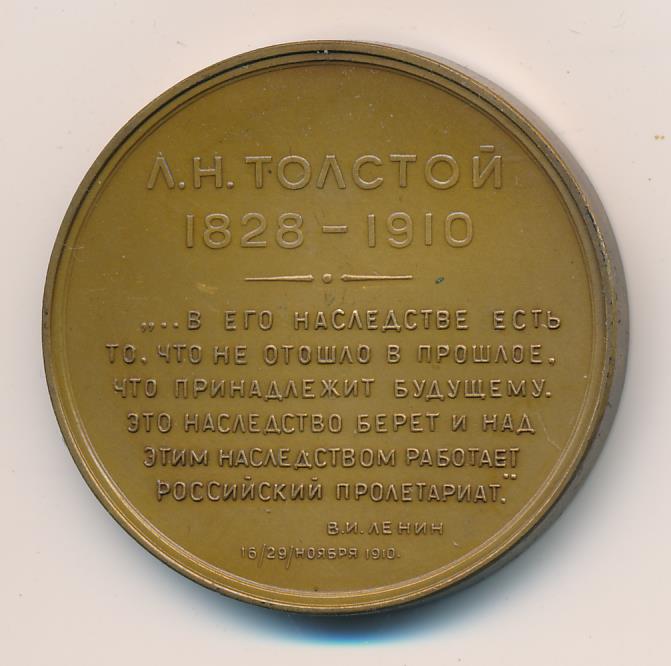 Л.Н. ТОЛСТОЙ
1828 – 1910
„... В ЕГО НАСЛЕДСТВЕ ЕСТЬ
ТО, ЧТО НЕ ОТОШЛО В ПРОШЛОЕ,
ЧТО ПРИНАДЛЕЖИТ БУДУЩЕМУ.
ЭТО НАСЛЕДСТВО БЕРЕТ И НАД
ЭТИМ НАСЛЕДСТВОМ РАБОТАЕТ
РОССИЙСКИЙ ПРОЛЕТАРИАТ."
В.И. ЛЕНИН
16/29/НОЯБРЯ 1910.